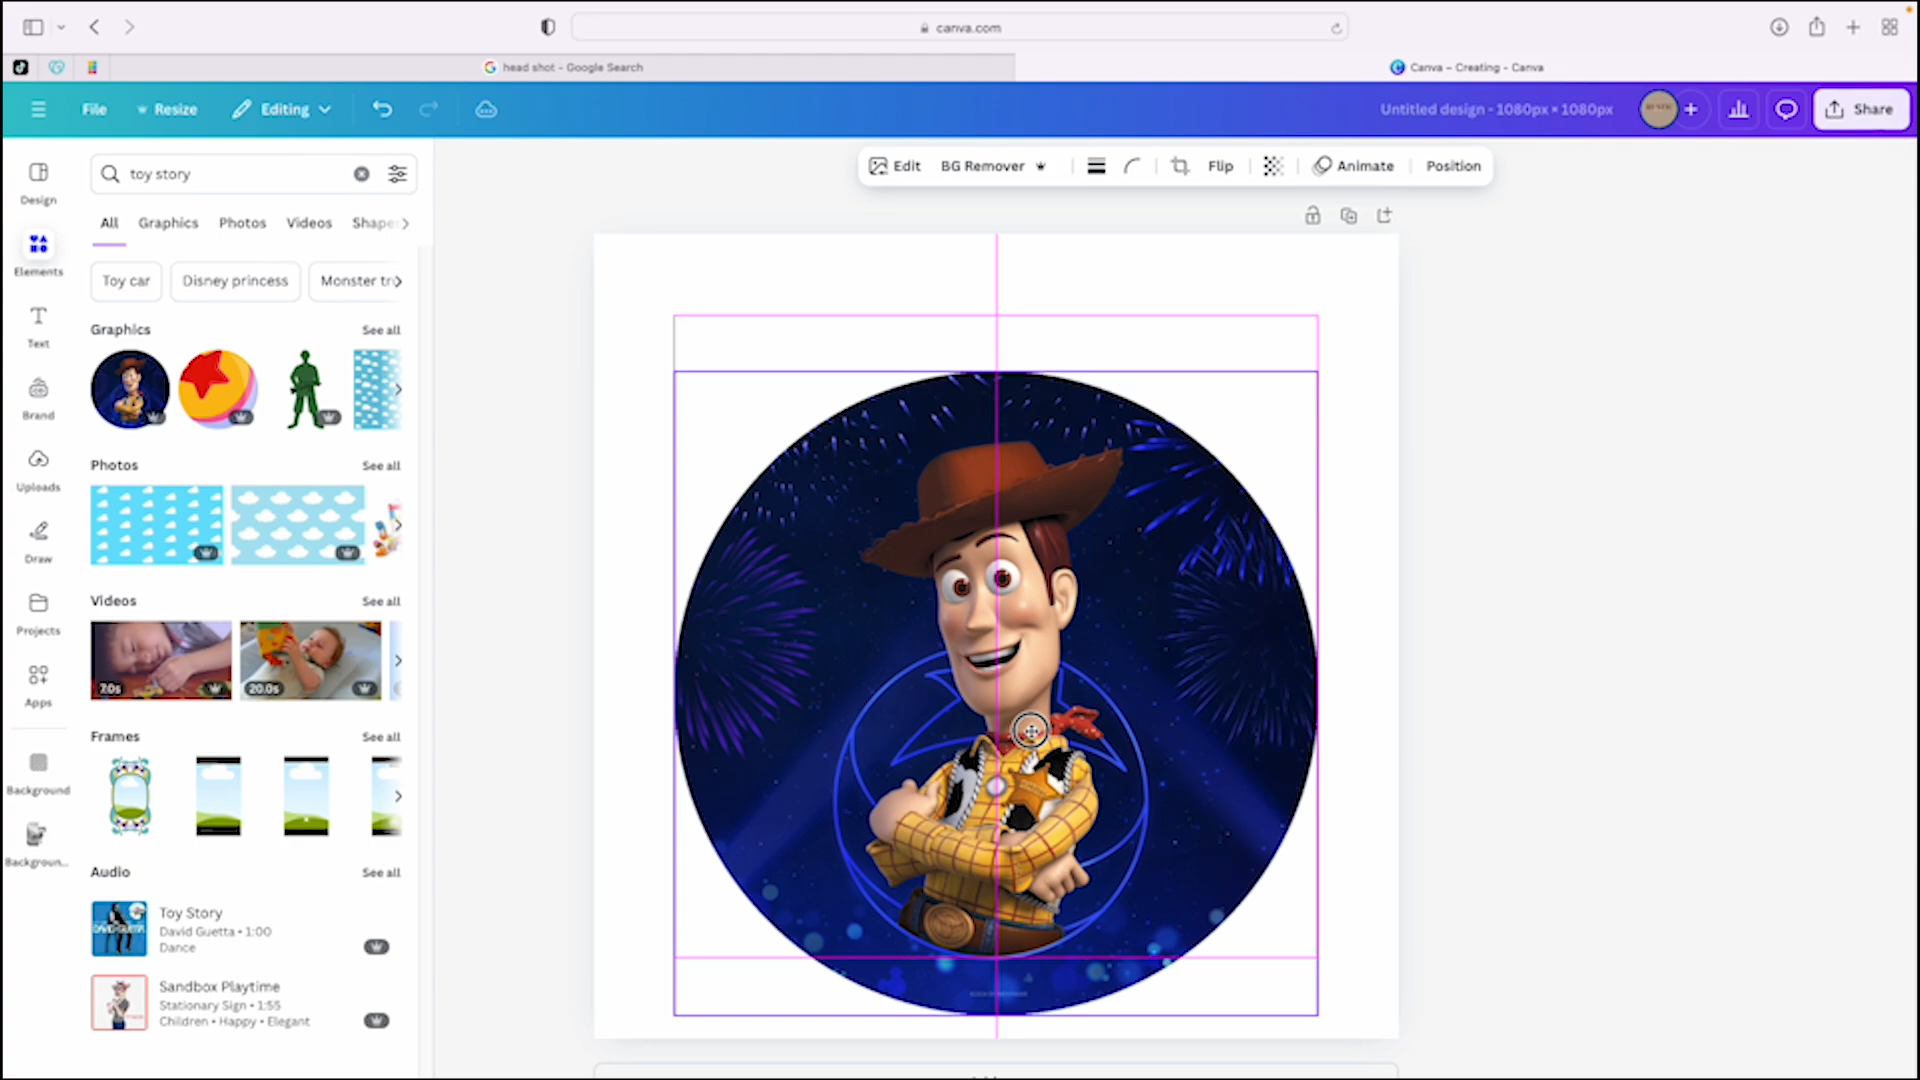 canva.com
head shot - Google Search
Canva – Creating - Canva
File
Resize
Editing
Untitled design - 1080px × 1080px
Share
toy story
Edit
BG Remover
Flip
Animate
Position
Design
Elements
Text
Brand
Uploads
Draw
Projects
Apps
Background
Backgroun...
All
Graphics
Photos
Videos
Shapes
Toy car
Disney princess
Monster tru
Graphics
See all
Photos
See all
Videos
See all
7.0s
20.0s
Frames
See all
Audio
See all
Toy Story
David Guetta • 1:00
Dance
Sandbox Playtime
Stationary Sign • 1:55
Children • Happy • Elegant